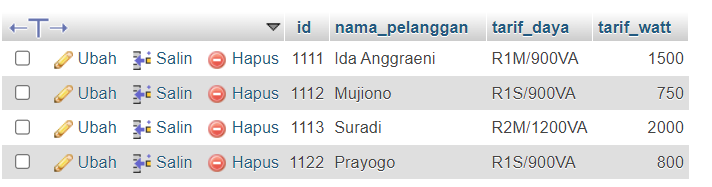 id nama_pelanggan tarif_daya tarif_watt
Ubah Salin Hapus 1111 Ida Anggraeni R1M/900VA 1500
Ubah Salin Hapus 1112 Mujiono R1S/900VA 750
Ubah Salin Hapus 1113 Suradi R2M/1200VA 2000
Ubah Salin Hapus 1122 Prayogo R1S/900VA 800